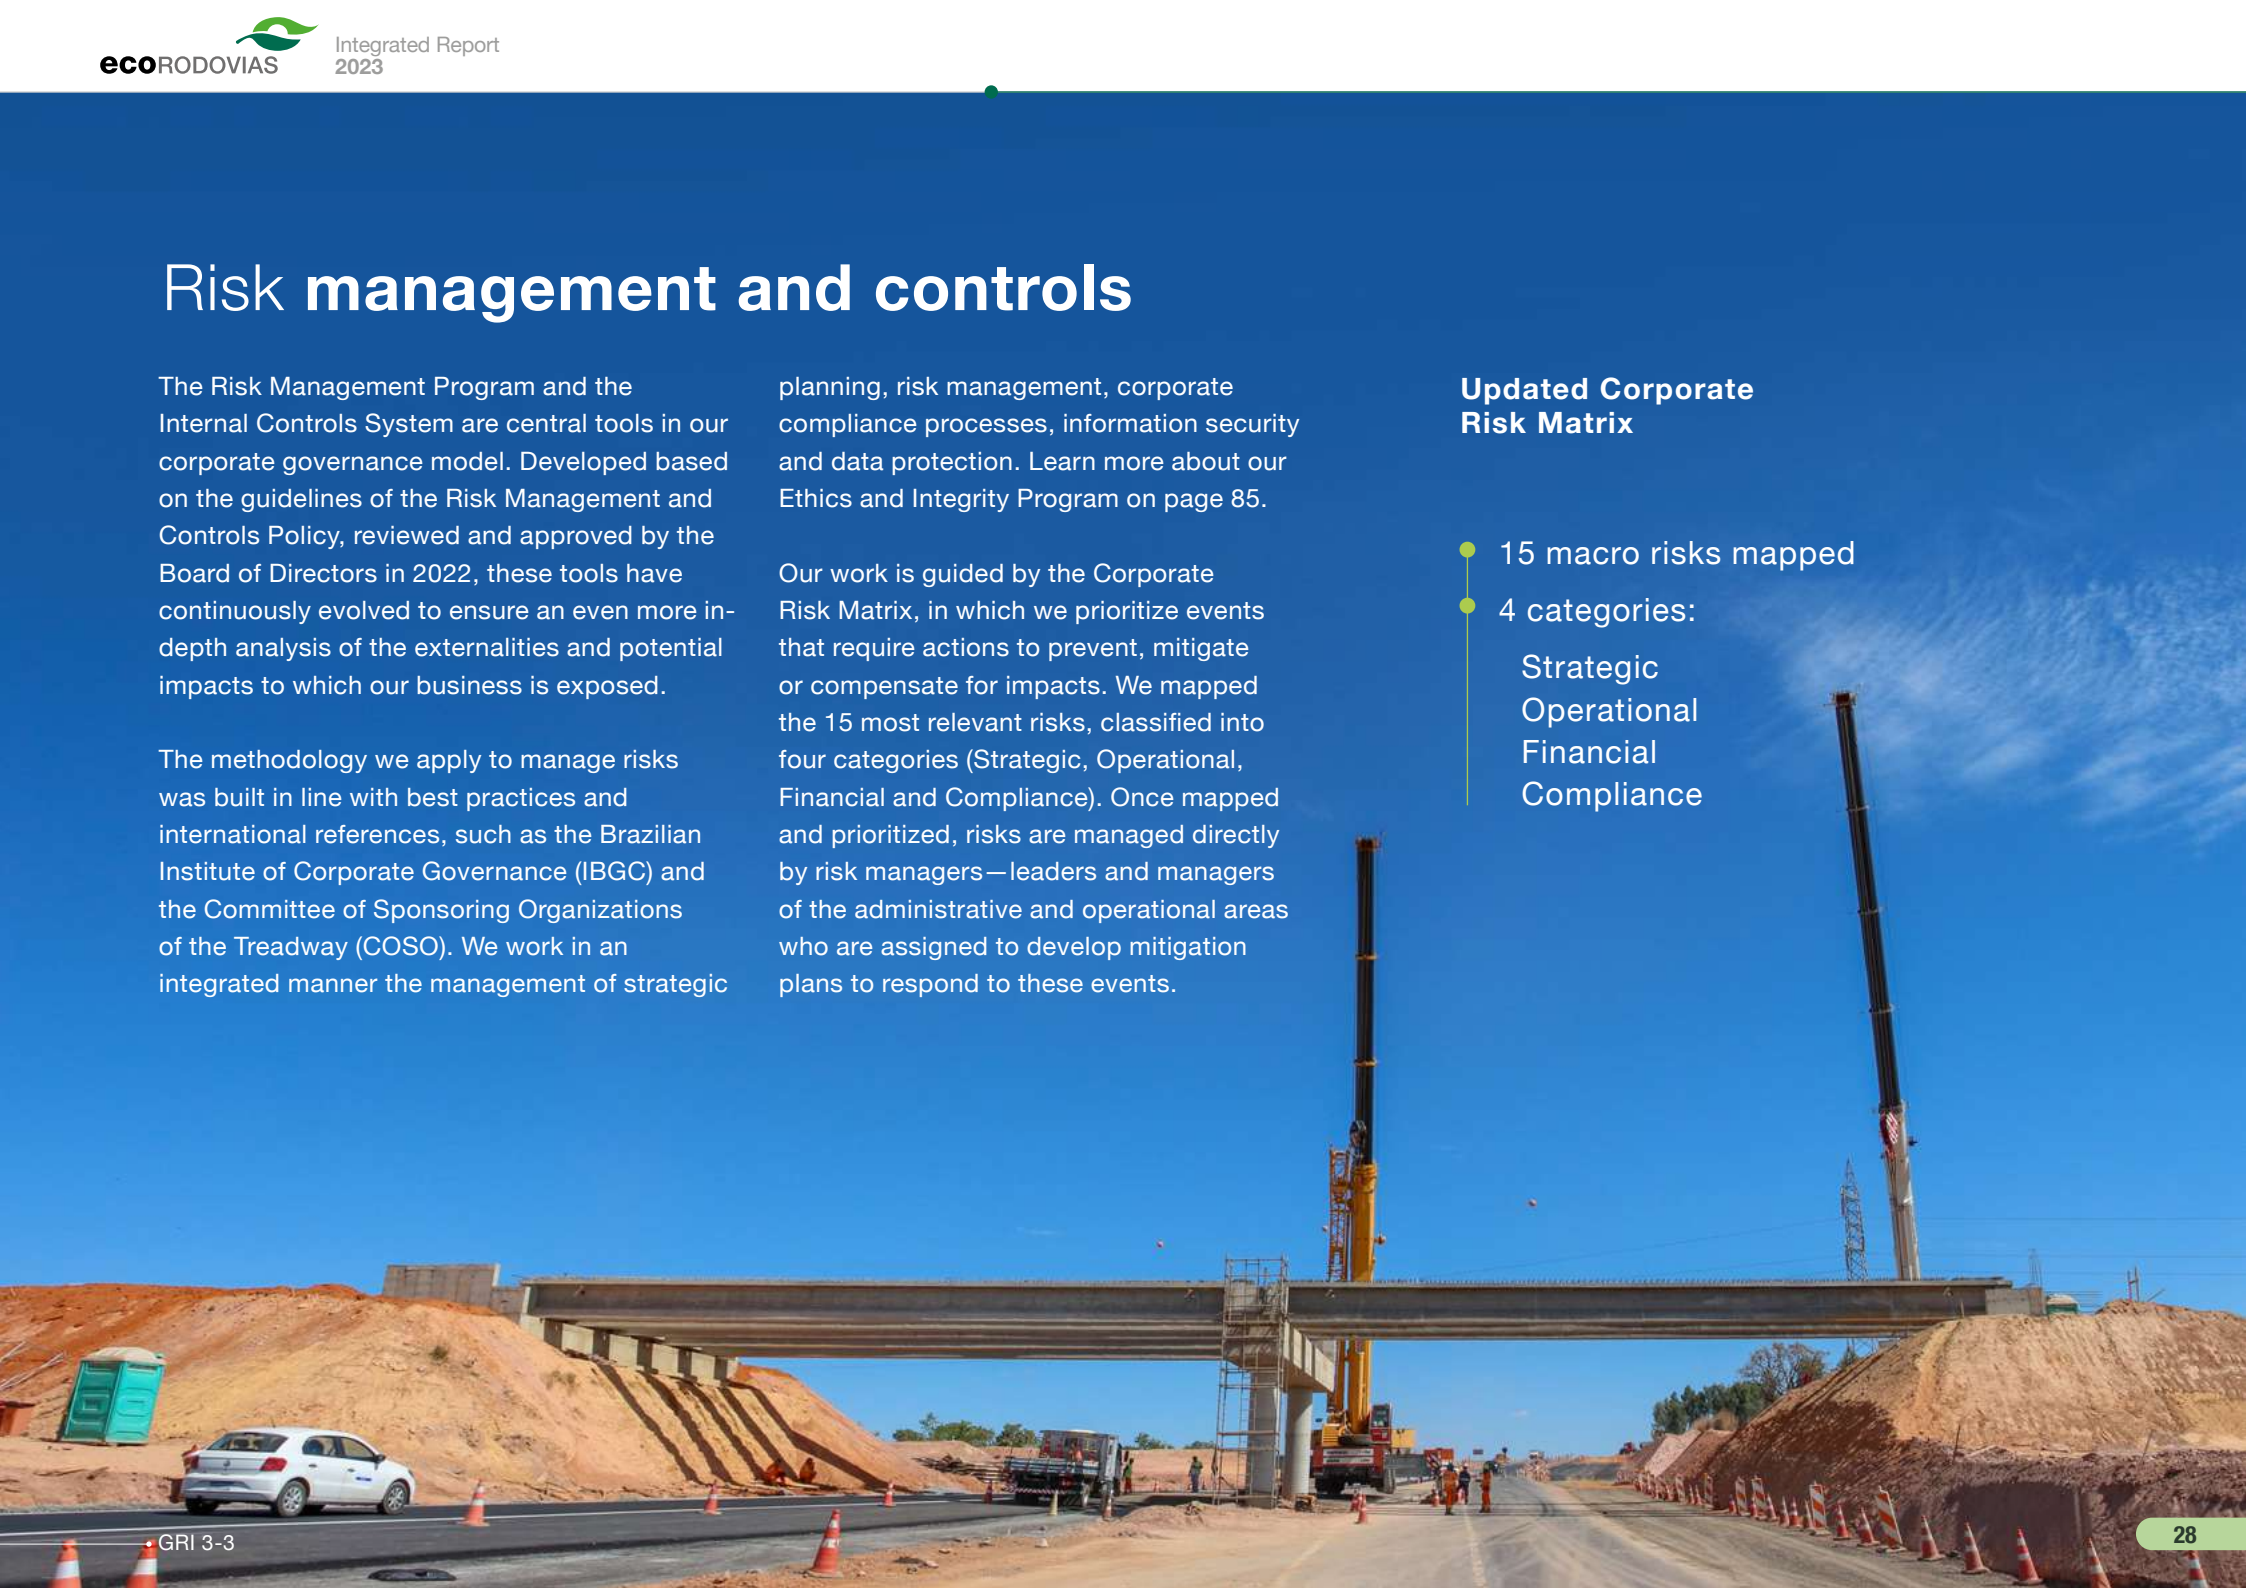 ecoRODOVIAS
Integrated Report
2023
Risk management and controls
The Risk Management Program and the
Internal Controls System are central tools in our
corporate governance model. Developed based
on the guidelines of the Risk Management and
Controls Policy, reviewed and approved by the
Board of Directors in 2022, these tools have
continuously evolved to ensure an even more in-
depth analysis of the externalities and potential
impacts to which our business is exposed.
The methodology we apply to manage risks
was built in line with best practices and
international references, such as the Brazilian
Institute of Corporate Governance (IBGC) and
the Committee of Sponsoring Organizations
of the Treadway (COSO). We work in an
integrated manner the management of strategic
planning, risk management, corporate
compliance processes, information security
and data protection. Learn more about our
Ethics and Integrity Program on page 85.
Our work is guided by the Corporate
Risk Matrix, in which we prioritize events
that require actions to prevent, mitigate
or compensate for impacts. We mapped
the 15 most relevant risks, classified into
four categories (Strategic, Operational,
Financial and Compliance). Once mapped
and prioritized, risks are managed directly
by risk managers—leaders and managers
of the administrative and operational areas
who are assigned to develop mitigation
plans to respond to these events.
Updated Corporate
Risk Matrix
15 macro risks mapped
4 categories:
Strategic
Operational
Financial
Compliance
GRI 3-3
28